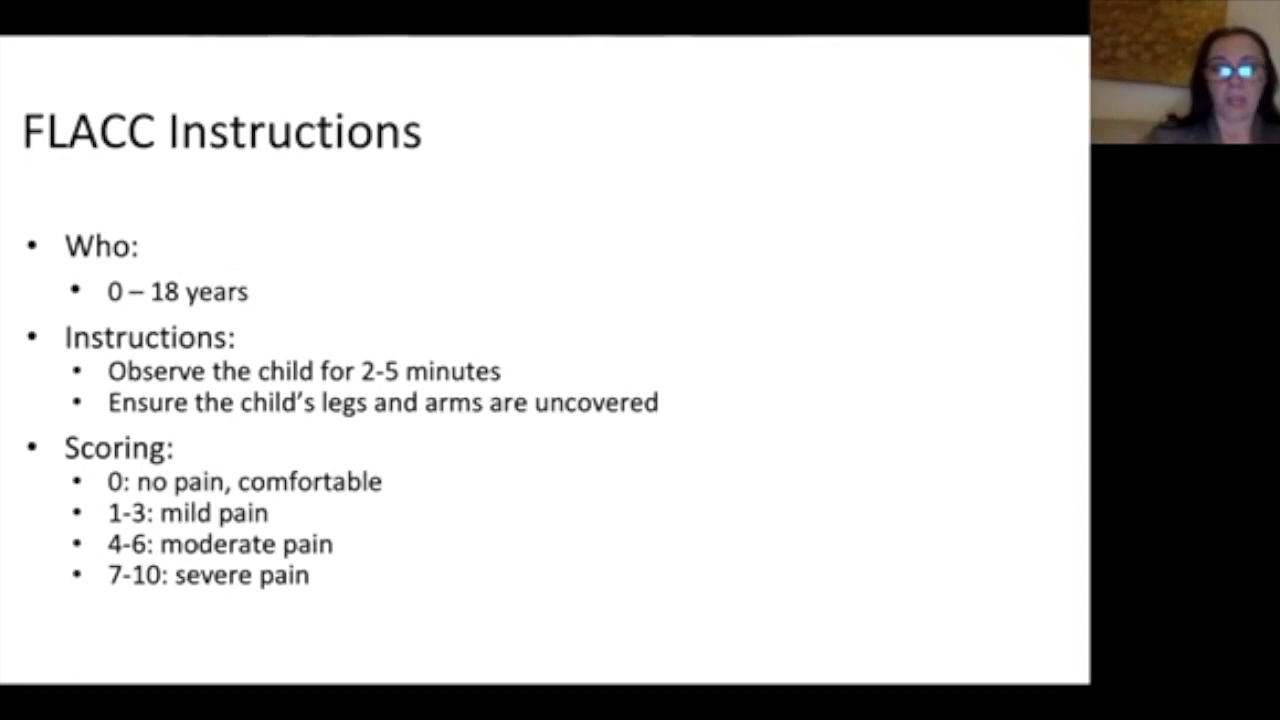 FLACC Instructions
• Who:
• 0 – 18 years
• Instructions:
• Observe the child for 2-5 minutes
• Ensure the child’s legs and arms are uncovered
• Scoring:
• 0: no pain, comfortable
• 1-3: mild pain
• 4-6: moderate pain
• 7-10: severe pain